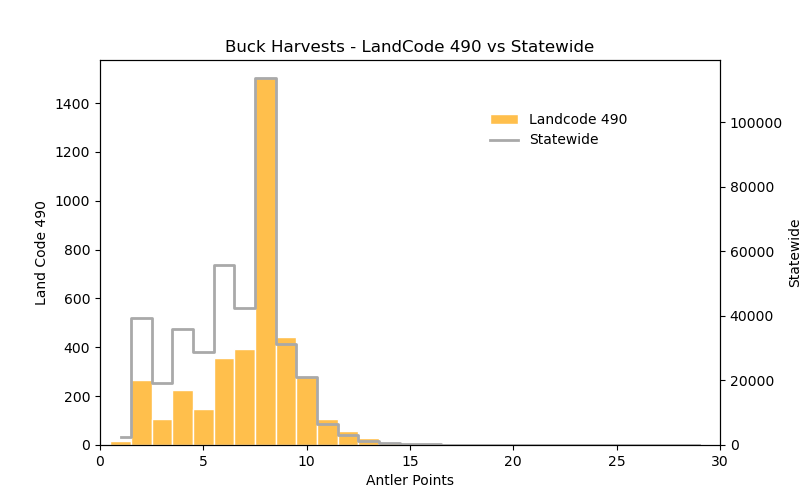 Buck Harvests - LandCode 490 vs Statewide
Landcode 490
Statewide
1400
1200
1000
800
600
400
200
0
Land Code 490
100000
80000
60000
40000
20000
0
Statewide
0 5 10 15 20 25 30
Antler Points